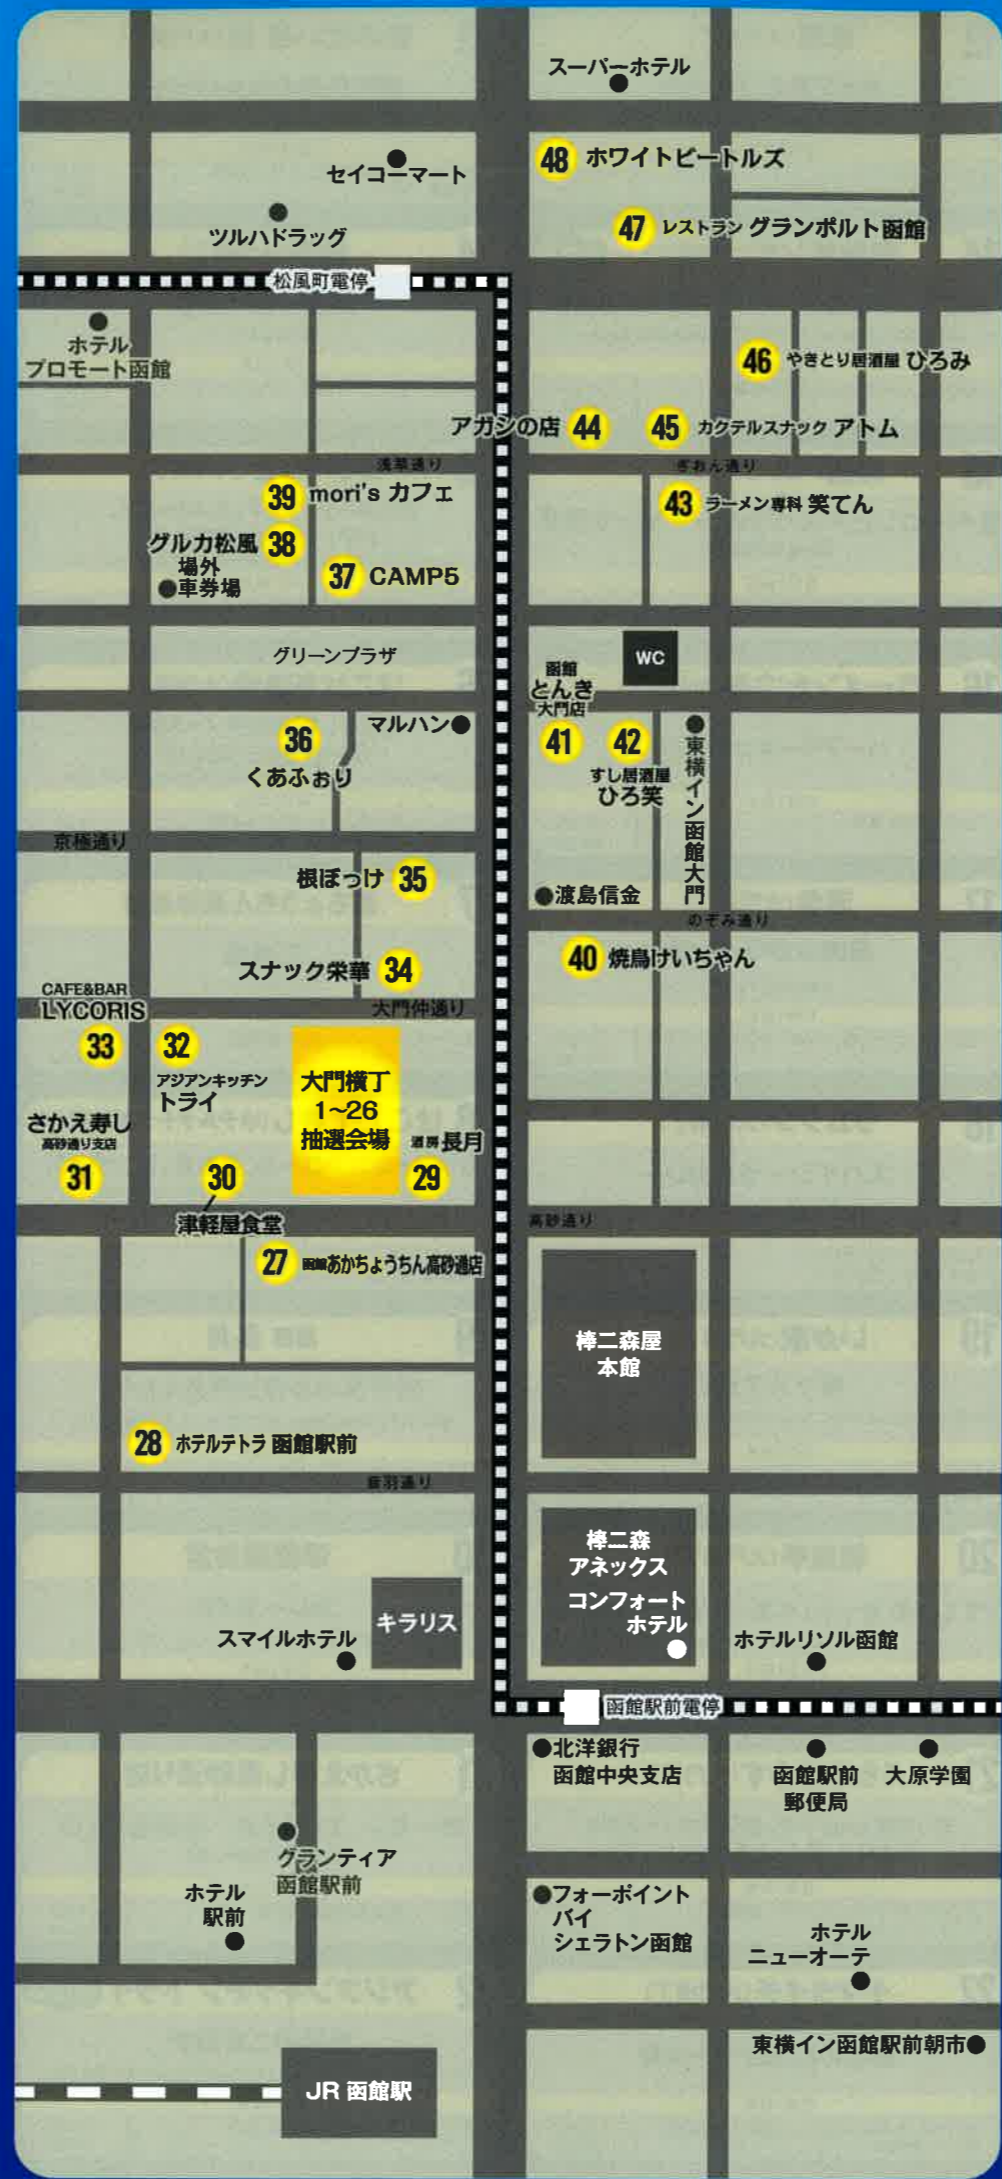 スーパーホテル
セイコーマート
48 ホワイトビートルズ
ツルハドラッグ
47 レストラン グランポルト函館
松風町電停
ホテル
プロモート函館
46 やきとり居酒屋 ひろみ
アガシの店 44
45 カクテルスナック アトム
浅草通り
ぎおん通り
39 mori's カフェ
43 ラーメン専科 笑てん
グルカ松風 38
場外
車券場
37 CAMP5
グリーンプラザ
WC
函館
とんき
大門店
41
36
くあふぉり
マルハン
42
すし居酒屋
ひろ笑
東横イン函館大門
京極通り
根ぼっけ 35
渡島信金
のぞみ通り
スナック栄華 34
40 焼鳥けいちゃん
CAFE&BAR
LYCORIS
33
大門仲通り
32
アジアンキッチン
トライ
大門横丁
1~26
抽選会場
さかえ寿し
高砂通り支店
31
30
津軽屋食堂
酒房 長月
29
高砂通り
27 函館あかちょうちん高砂通店
棒二森屋
本館
28 ホテルテトラ 函館駅前
音羽通り
棒二森
アネックス
コンフォート
ホテル
キラリス
スマイルホテル
ホテルリソル函館
函館駅前電停
北洋銀行
函館中央支店
函館駅前
郵便局
大原学園
グランティア
函館駅前
ホテル
駅前
フォーポイント
バイ
シェラトン函館
ホテル
ニューオーテ
東横イン函館駅前朝市
JR 函館駅